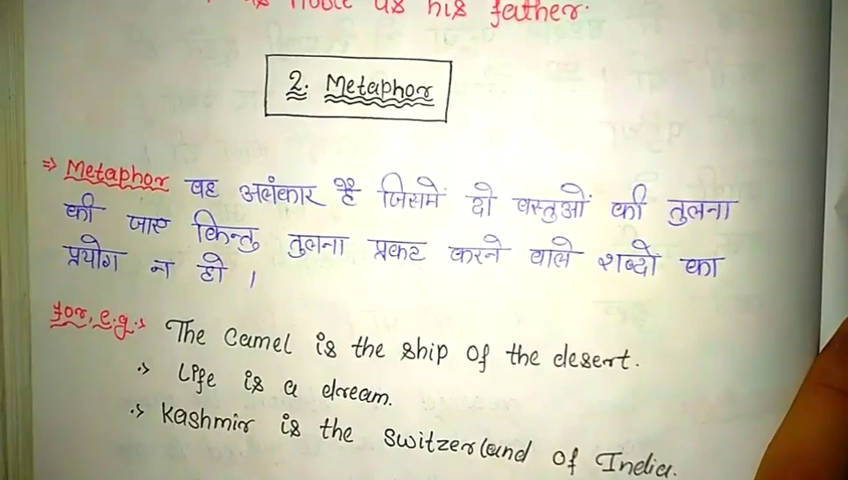 as noble as his father.
2. Metaphor
⇒ Metaphor वह अलंकार है जिसमें दो वस्तुओं की तुलना
की जाए किन्तु तुलना प्रकट करने वाले शब्दों का
प्रयोग न हो ।
for, e.g. :> The Camel is the ship of the desert.
:> Life is a dream.
:> Kashmir is the Switzerland of India.